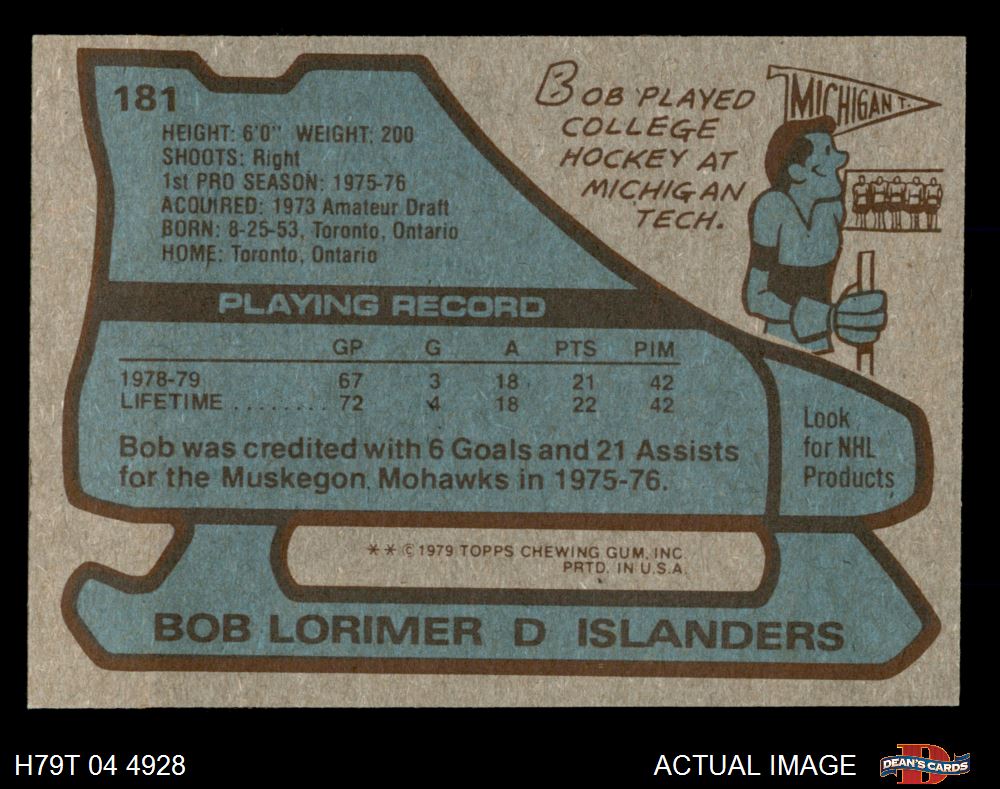 181
HEIGHT: 6'0" WEIGHT: 200
SHOOTS: Right
1st PRO SEASON: 1975-76
ACQUIRED: 1973 Amateur Draft
BORN: 8-25-53, Toronto, Ontario
HOME: Toronto, Ontario
BOB PLAYED
COLLEGE
HOCKEY AT
MICHIGAN
TECH.
MICHIGAN T.
PLAYING RECORD
GP G A PTS PIM
1978-79 67 3 18 21 42
LIFETIME ........ 72 4 18 22 42
Bob was credited with 6 Goals and 21 Assists
for the Muskegon Mohawks in 1975-76.
Look
for NHL
Products
** © 1979 TOPPS CHEWING GUM, INC
PRTD. IN U.S.A.
BOB LORIMER D ISLANDERS
H79T 04 4928
ACTUAL IMAGE
D
DEAN'S CARDS